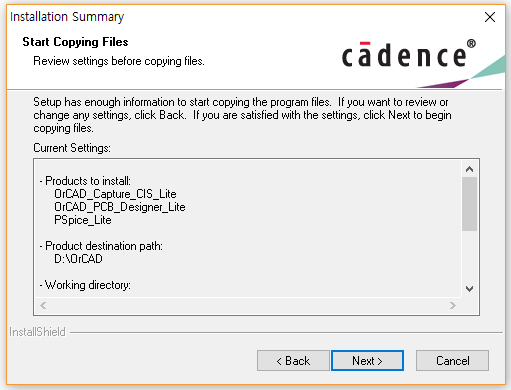 Installation Summary
Start Copying Files
Review settings before copying files.
cādence®
Setup has enough information to start copying the program files.  If you want to review or
change any settings, click Back.  If you are satisfied with the settings, click Next to begin
copying files.
Current Settings:
- Products to install:
OrCAD_Capture_CIS_Lite
OrCAD_PCB_Designer_Lite
PSpice_Lite
- Product destination path:
D:\OrCAD
- Working directory:
InstallShield
< Back
Next >
Cancel